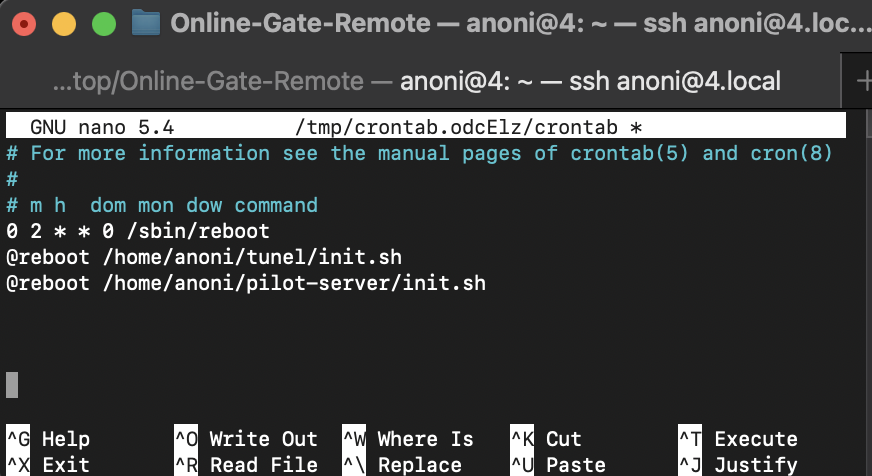 Online-Gate-Remote — anoni@4: ~ — ssh anoni@4.loc...
...top/Online-Gate-Remote — anoni@4: ~ — ssh anoni@4.local +
GNU nano 5.4 /tmp/crontab.odcElz/crontab *
# For more information see the manual pages of crontab(5) and cron(8)
#
# m h  dom mon dow command
0 2 * * 0 /sbin/reboot
@reboot /home/anoni/tunel/init.sh
@reboot /home/anoni/pilot-server/init.sh
^G Help ^O Write Out ^W Where Is ^K Cut ^T Execute
^X Exit ^R Read File ^\ Replace ^U Paste ^J Justify